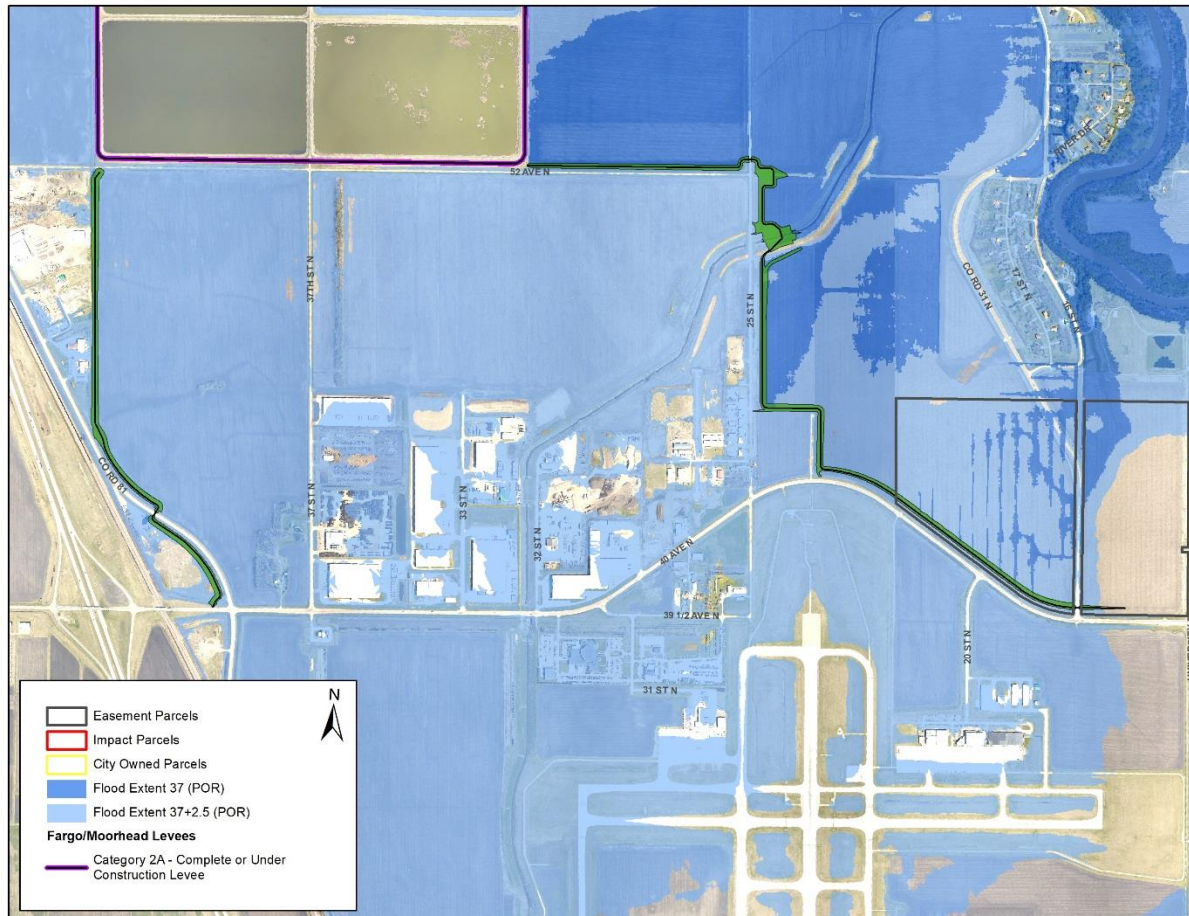 52 AVE N
RIVER DR
37TH ST N
25 ST N
CO RD 31 N
17 ST N
16 ST N
CO RD 81
37 ST N
33 ST N
32 ST N
40 AVE N
39 1/2 AVE N
20 ST N
31 ST N
N
Easement Parcels
Impact Parcels
City Owned Parcels
Flood Extent 37 (POR)
Flood Extent 37+2.5 (POR)
Fargo/Moorhead Levees
Category 2A - Complete or Under
Construction Levee